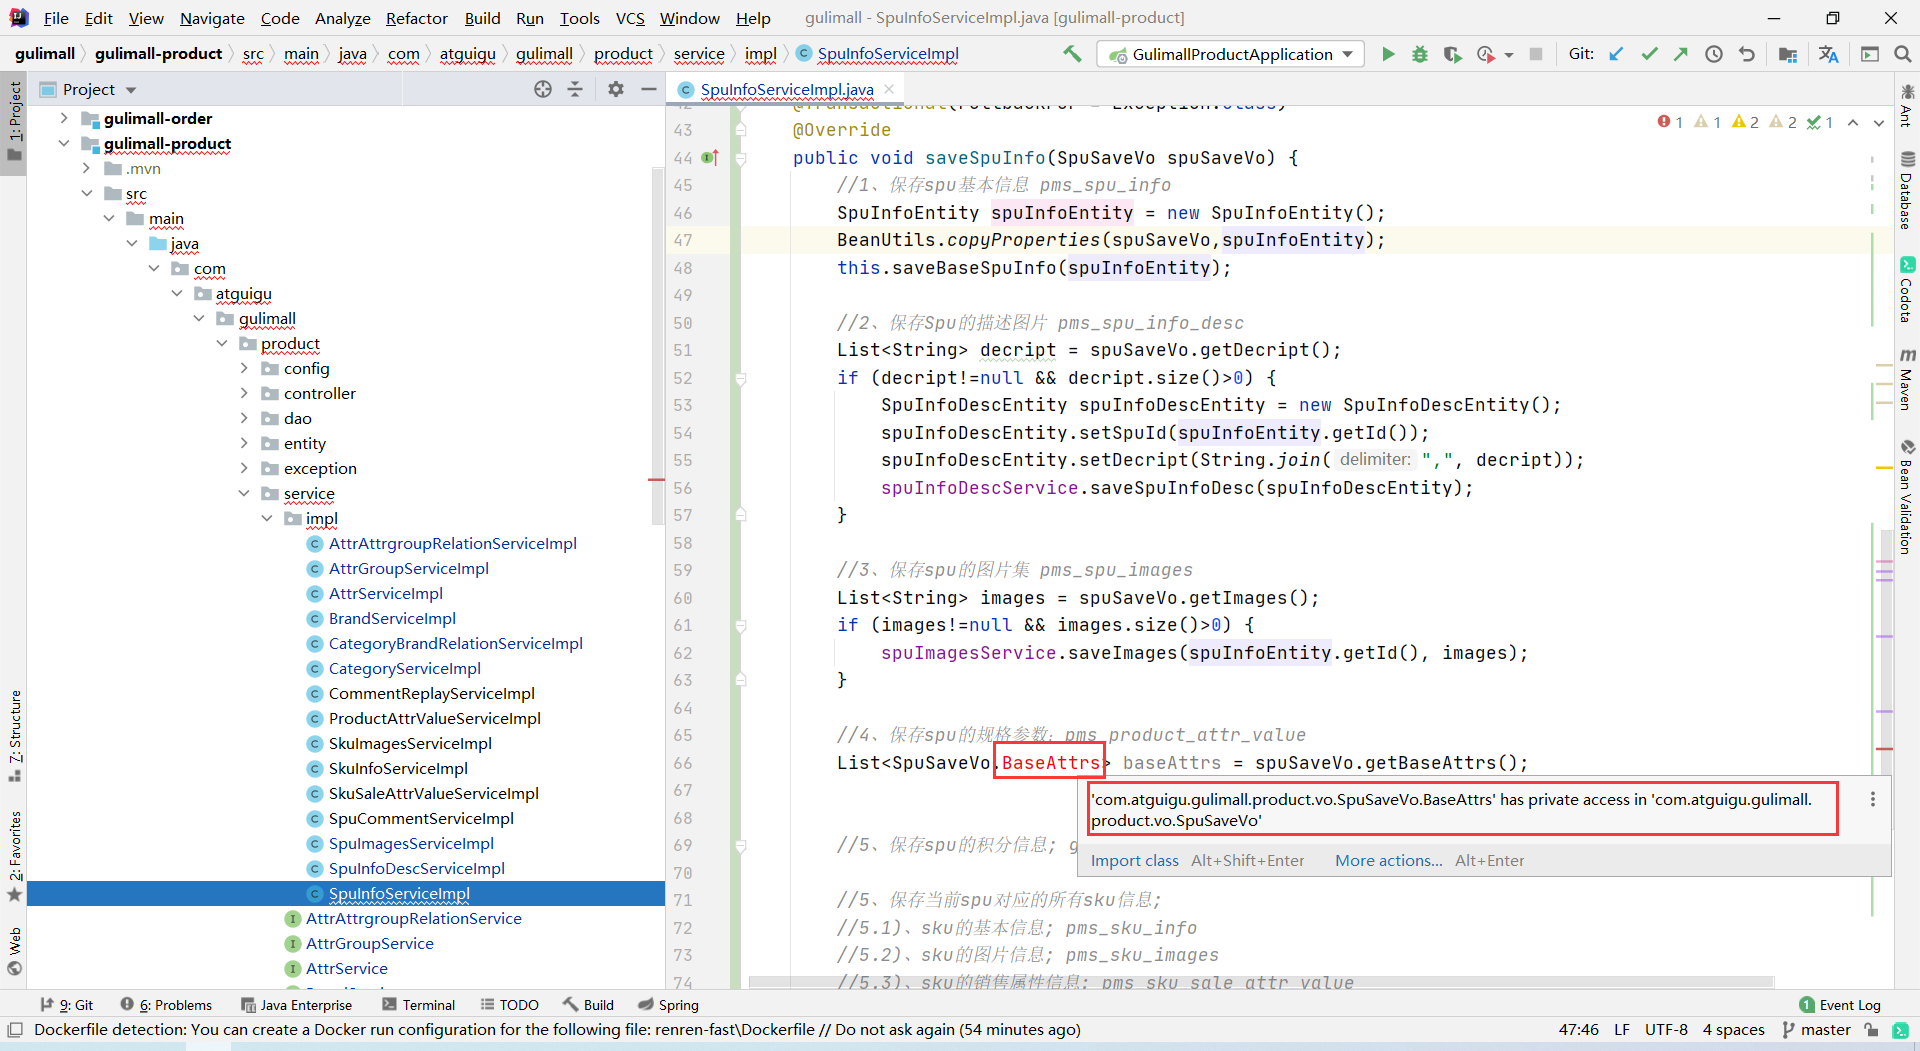 File Edit View Navigate Code Analyze Refactor Build Run Tools VCS Window Help gulimall - SpuInfoServiceImpl.java [gulimall-product]
gulimall gulimall-product src main java com atguigu gulimall product service impl SpuInfoServiceImpl GulimallProductApplication Git:
1: Project
7: Structure
2: Favorites
Web
Project
gulimall-order
gulimall-product
.mvn
src
main
java
com
atguigu
gulimall
product
config
controller
dao
entity
exception
service
impl
AttrAttrgroupRelationServiceImpl
AttrGroupServiceImpl
AttrServiceImpl
BrandServiceImpl
CategoryBrandRelationServiceImpl
CategoryServiceImpl
CommentReplayServiceImpl
ProductAttrValueServiceImpl
SkuImagesServiceImpl
SkuInfoServiceImpl
SkuSaleAttrValueServiceImpl
SpuCommentServiceImpl
SpuImagesServiceImpl
SpuInfoDescServiceImpl
SpuInfoServiceImpl
AttrAttrgroupRelationService
AttrGroupService
AttrService
SpuInfoServiceImpl.java
1 1 2 2 1
43 @Override
44 public void saveSpuInfo(SpuSaveVo spuSaveVo) {
45 //1、保存spu基本信息 pms_spu_info
46 SpuInfoEntity spuInfoEntity = new SpuInfoEntity();
47 BeanUtils.copyProperties(spuSaveVo,spuInfoEntity);
48 this.saveBaseSpuInfo(spuInfoEntity);
49
50 //2、保存Spu的描述图片 pms_spu_info_desc
51 List<String> decript = spuSaveVo.getDecript();
52 if (decript!=null && decript.size()>0) {
53 SpuInfoDescEntity spuInfoDescEntity = new SpuInfoDescEntity();
54 spuInfoDescEntity.setSpuId(spuInfoEntity.getId());
55 spuInfoDescEntity.setDecript(String.join( delimiter: ",", decript));
56 spuInfoDescService.saveSpuInfoDesc(spuInfoDescEntity);
57 }
58
59 //3、保存spu的图片集 pms_spu_images
60 List<String> images = spuSaveVo.getImages();
61 if (images!=null && images.size()>0) {
62 spuImagesService.saveImages(spuInfoEntity.getId(), images);
63 }
64
65 //4、保存spu的规格参数; pms_product_attr_value
66 List<SpuSaveVo.BaseAttrs> baseAttrs = spuSaveVo.getBaseAttrs();
67
68
69 //5、保存spu的积分信息;
70
71 //5、保存当前spu对应的所有sku信息;
72 //5.1)、sku的基本信息; pms_sku_info
73 //5.2)、sku的图片信息; pms_sku_images
74 //5.3)、sku的销售属性信息; pms_sku_sale_attr_value
'com.atguigu.gulimall.product.vo.SpuSaveVo.BaseAttrs' has private access in 'com.atguigu.gulimall.
product.vo.SpuSaveVo'
Import class Alt+Shift+Enter More actions... Alt+Enter
Ant
Database
Codota
Maven
Bean Validation
9: Git 6: Problems Java Enterprise Terminal TODO Build Spring 1 Event Log
Dockerfile detection: You can create a Docker run configuration for the following file: renren-fast\Dockerfile // Do not ask again (54 minutes ago) 47:46 LF UTF-8 4 spaces master